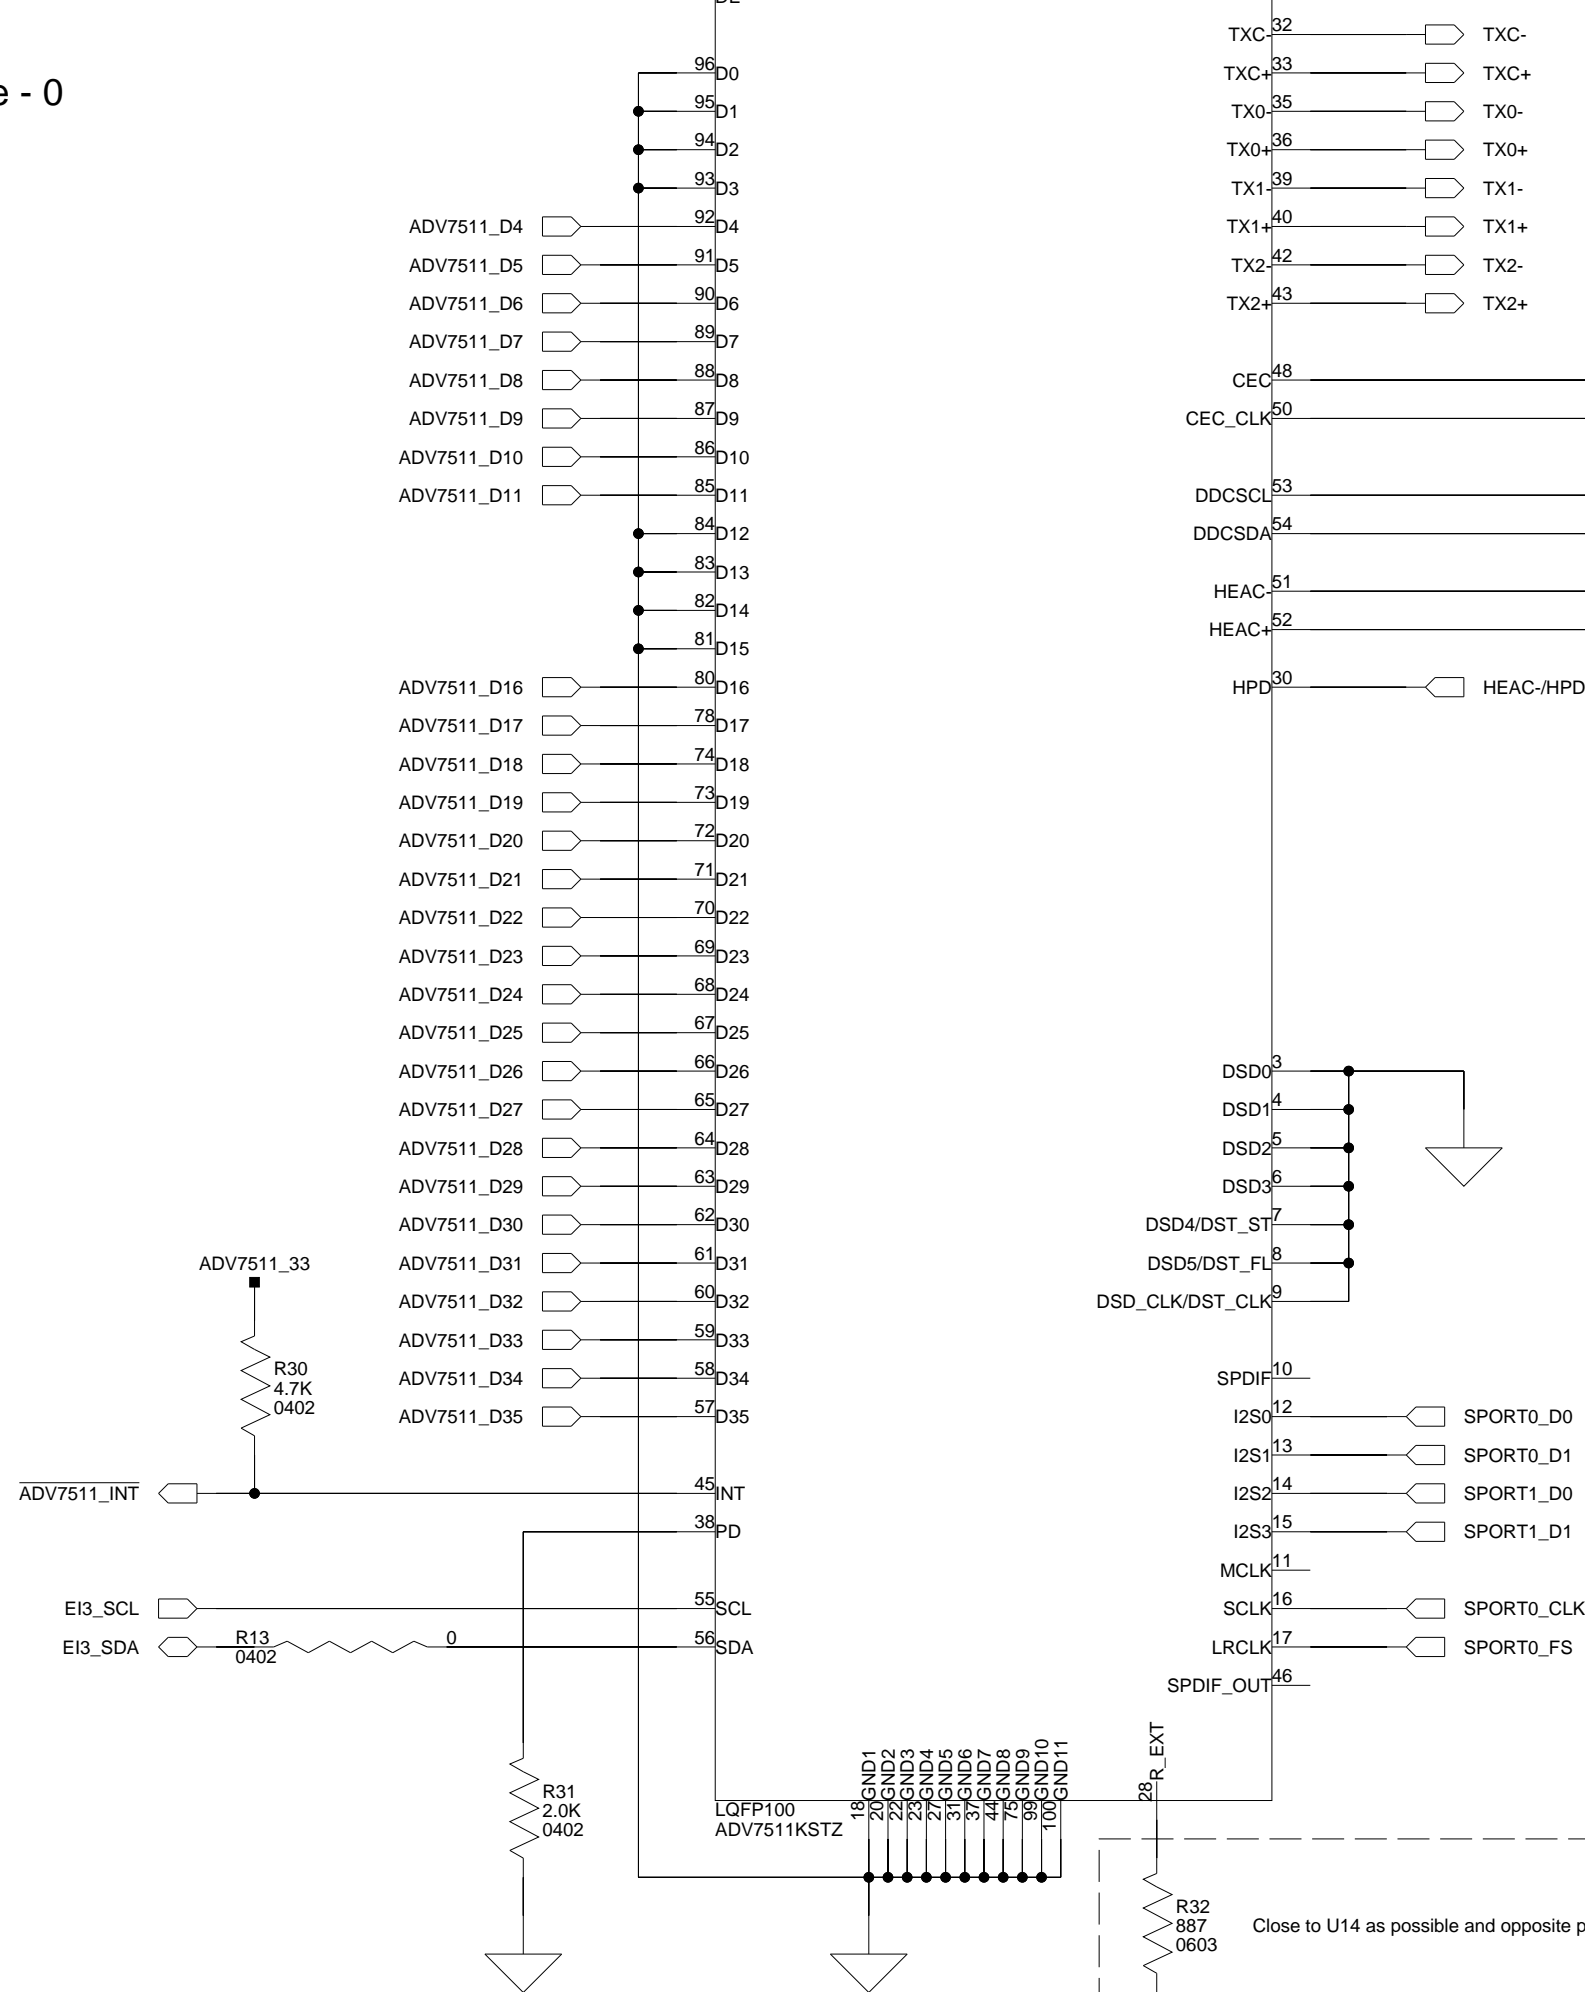 TXC- 32 TXC-
e - 0
96 D0 TXC+ 33 TXC+
95 D1 TX0- 35 TX0-
94 D2 TX0+ 36 TX0+
93 D3 TX1- 39 TX1-
ADV7511_D4 92 D4 TX1+ 40 TX1+
ADV7511_D5 91 D5 TX2- 42 TX2-
ADV7511_D6 90 D6 TX2+ 43 TX2+
ADV7511_D7 89 D7
ADV7511_D8 88 D8 CEC 48
ADV7511_D9 87 D9 CEC_CLK 50
ADV7511_D10 86 D10
ADV7511_D11 85 D11 DDCSCL 53
84 D12 DDCSDA 54
83 D13
HEAC- 51
82 D14
HEAC+ 52
81 D15
ADV7511_D16 80 D16 HPD 30 HEAC-/HPD
ADV7511_D17 78 D17
ADV7511_D18 74 D18
ADV7511_D19 73 D19
ADV7511_D20 72 D20
ADV7511_D21 71 D21
ADV7511_D22 70 D22
ADV7511_D23 69 D23
ADV7511_D24 68 D24
ADV7511_D25 67 D25
ADV7511_D26 66 D26 DSD0 3
ADV7511_D27 65 D27 DSD1 4
ADV7511_D28 64 D28 DSD2 5
ADV7511_D29 63 D29 DSD3 6
ADV7511_D30 62 D30 DSD4/DST_ST 7
ADV7511_33 ADV7511_D31 61 D31 DSD5/DST_FL 8
ADV7511_D32 60 D32 DSD_CLK/DST_CLK 9
ADV7511_D33 59 D33
R30
4.7K
0402
ADV7511_D34 58 D34 SPDIF 10
ADV7511_D35 57 D35 I2S0 12 SPORT0_D0
I2S1 13 SPORT0_D1
ADV7511_INT 45 INT I2S2 14 SPORT1_D0
38 PD I2S3 15 SPORT1_D1
MCLK 11
EI3_SCL 55 SCL SCLK 16 SPORT0_CLK
EI3_SDA R13 0 56 SDA LRCLK 17 SPORT0_FS
0402
SPDIF_OUT 46
18 GND1
20 GND2
22 GND3
23 GND4
27 GND5
31 GND6
37 GND7
44 GND8
75 GND9
99 GND10
100 GND11
28 R_EXT
R31
2.0K
0402
LQFP100
ADV7511KSTZ
R32
887
0603
Close to U14 as possible and opposite p